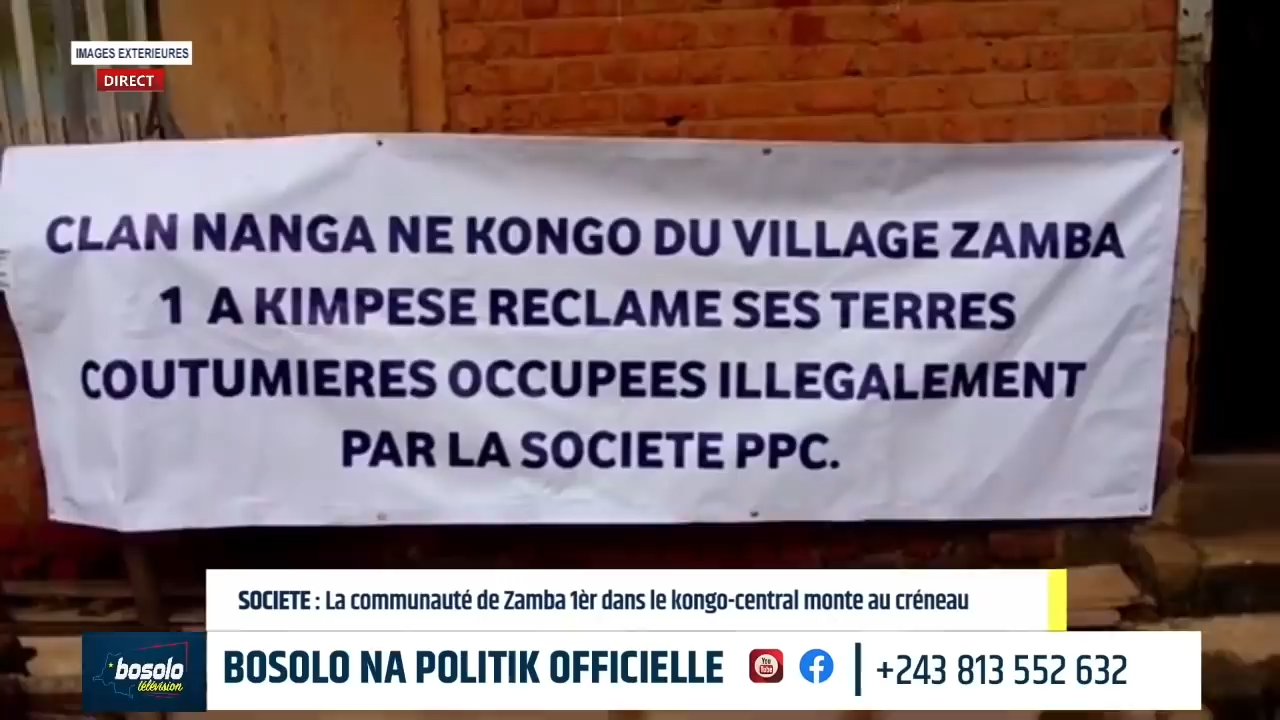 IMAGES EXTERIEURES
DIRECT
CLAN NANGA NE KONGO DU VILLAGE ZAMBA
1 A KIMPESE RECLAME SES TERRES
COUTUMIERES OCCUPEES ILLEGALEMENT
PAR LA SOCIETE PPC.
SOCIETE : La communauté de Zamba 1èr dans le kongo-central monte au créneau
bosolo
télévision
BOSOLO NA POLITIK OFFICIELLE
You
Tube
+243 813 552 632